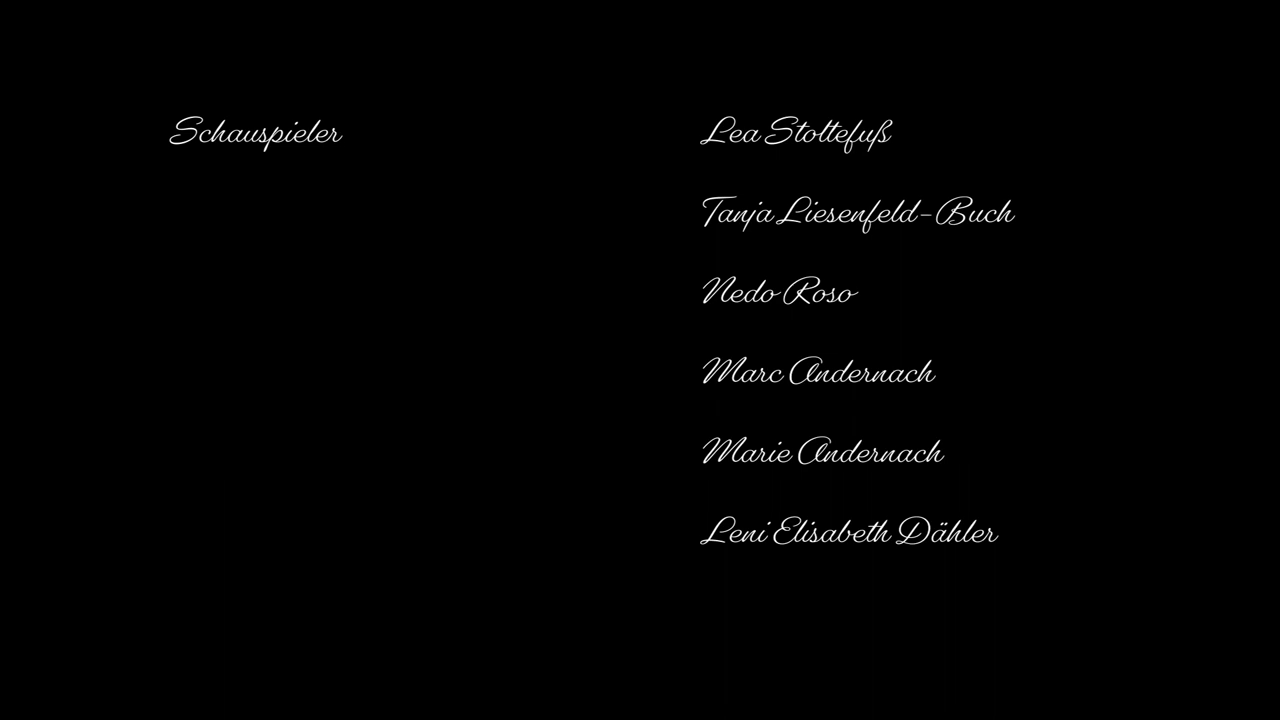 Schauspieler Lea Stoltefuß
Tanja Liesenfeld-Buch
Nedo Roso
Marc Andernach
Marie Andernach
Leni Elisabeth Dähler